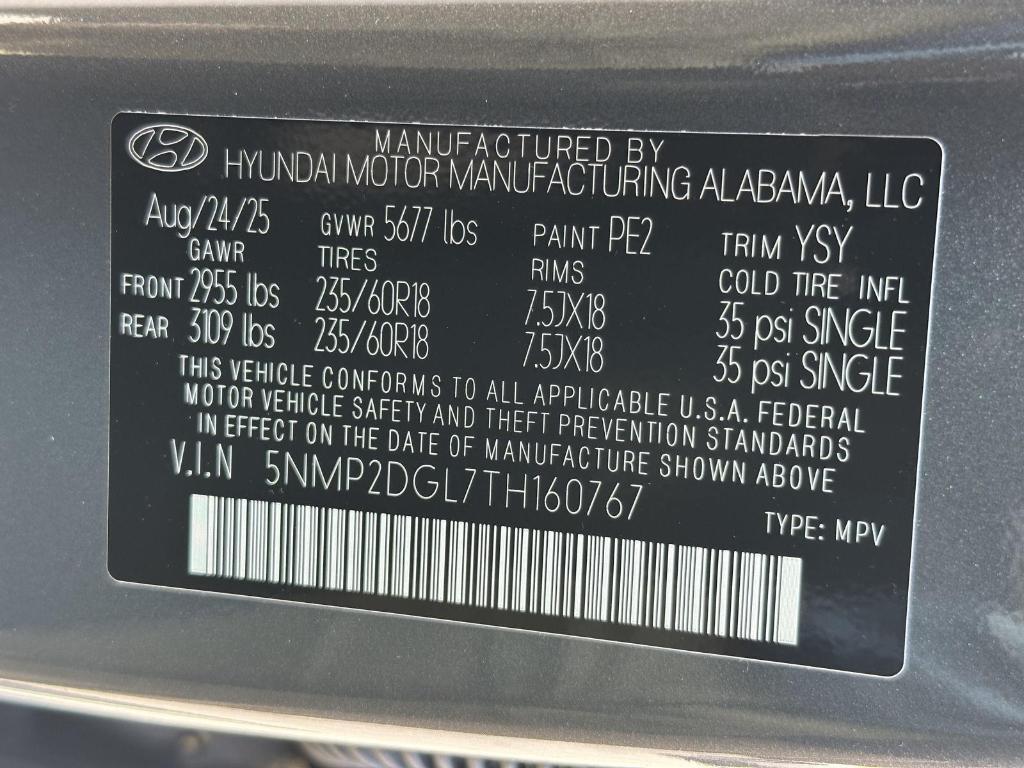 MANUFACTURED BY
HYUNDAI MOTOR MANUFACTURING ALABAMA, LLC
Aug/24/25 GVWR 5677 lbs PAINT PE2 TRIM YSY
GAWR TIRES RIMS COLD TIRE INFL
FRONT 2955 lbs 235/60R18 7.5JX18 35 psi SINGLE
REAR 3109 lbs 235/60R18 7.5JX18 35 psi SINGLE
THIS VEHICLE CONFORMS TO ALL APPLICABLE U.S.A. FEDERAL
MOTOR VEHICLE SAFETY AND THEFT PREVENTION STANDARDS
IN EFFECT ON THE DATE OF MANUFACTURE SHOWN ABOVE
V.I.N 5NMP2DGL7TH160767
TYPE: MPV